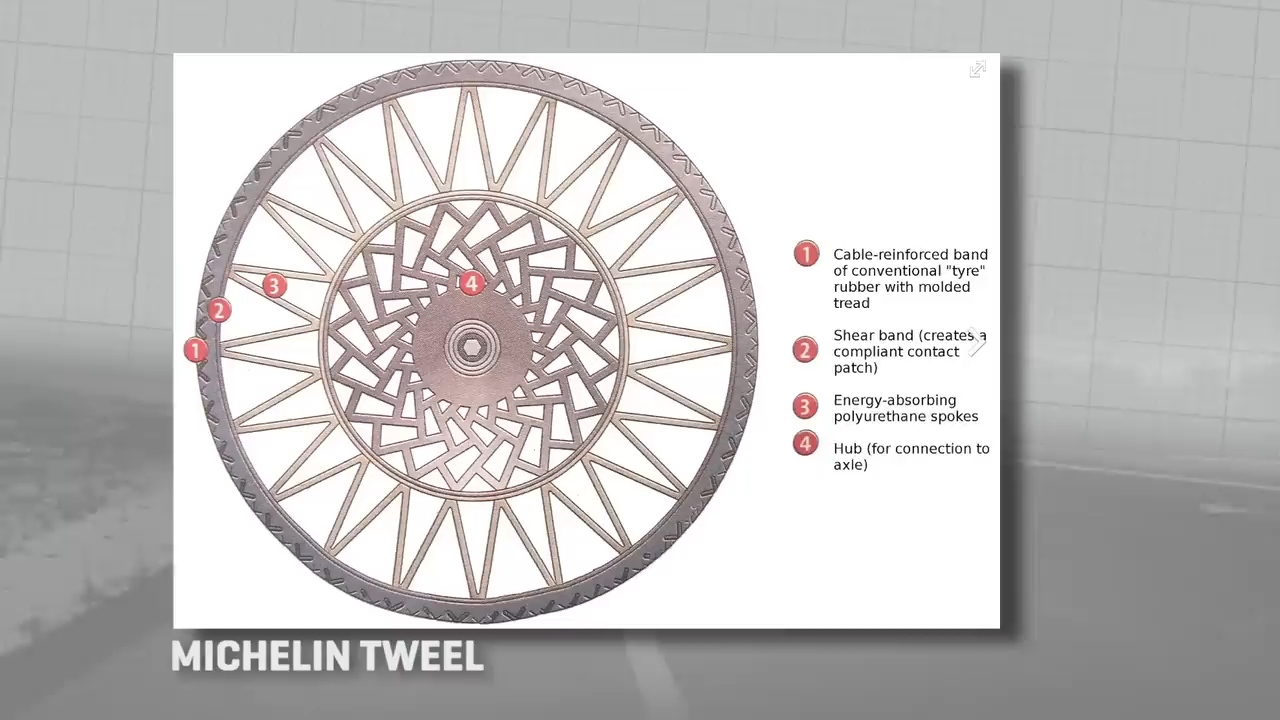 1
2
3
4
1 Cable-reinforced band
of conventional "tyre"
rubber with molded
tread
2 Shear band (creates a
compliant contact
patch)
3 Energy-absorbing
polyurethane spokes
4 Hub (for connection to
axle)
MICHELIN TWEEL